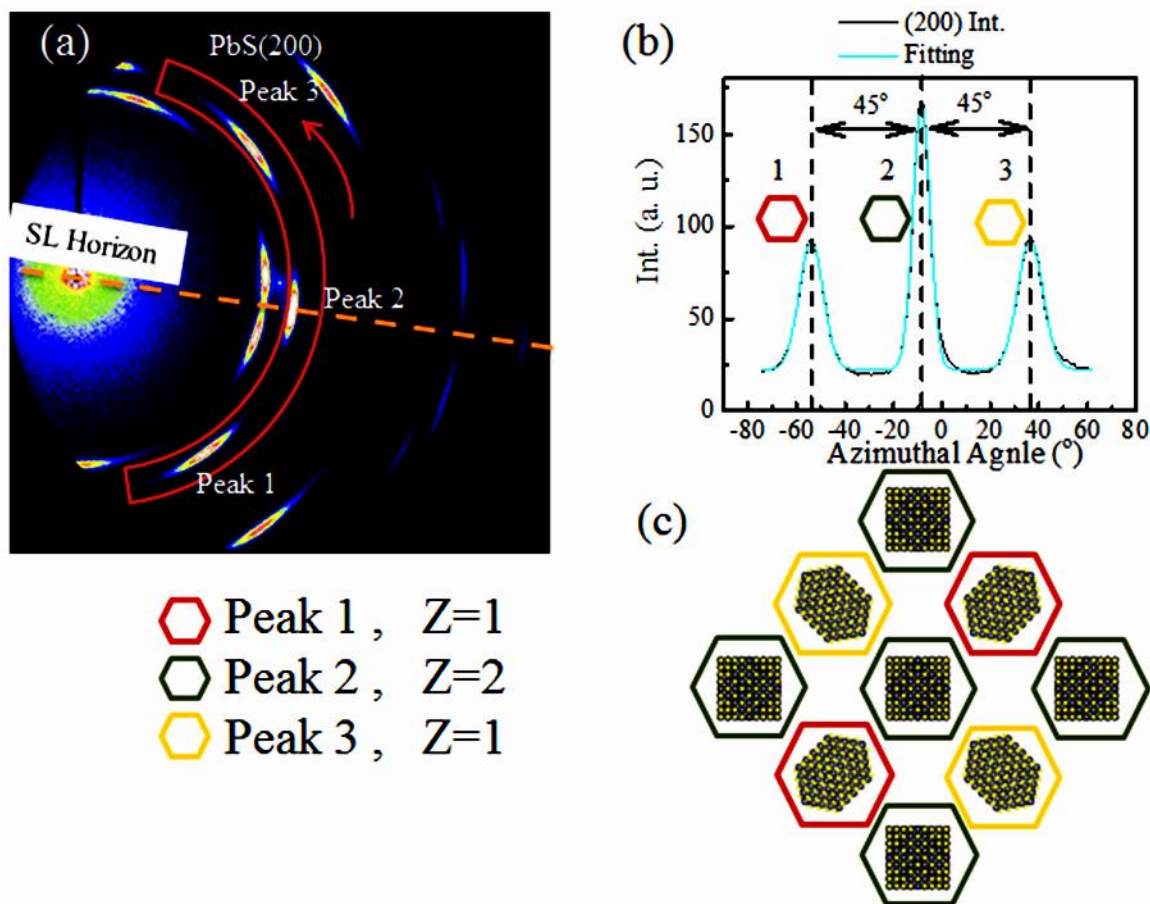 (a)
PbS(200)
Peak 3
SL Horizon
Peak 2
Peak 1
Peak 1 , Z=1
Peak 2 , Z=2
Peak 3 , Z=1
(b)
(200) Int.
Fitting
Int. (a. u.)
150
100
50
0
45°
45°
1
2
3
-80
-60
-40
-20
0
20
40
60
80
Azimuthal Agnle (°)
(c)